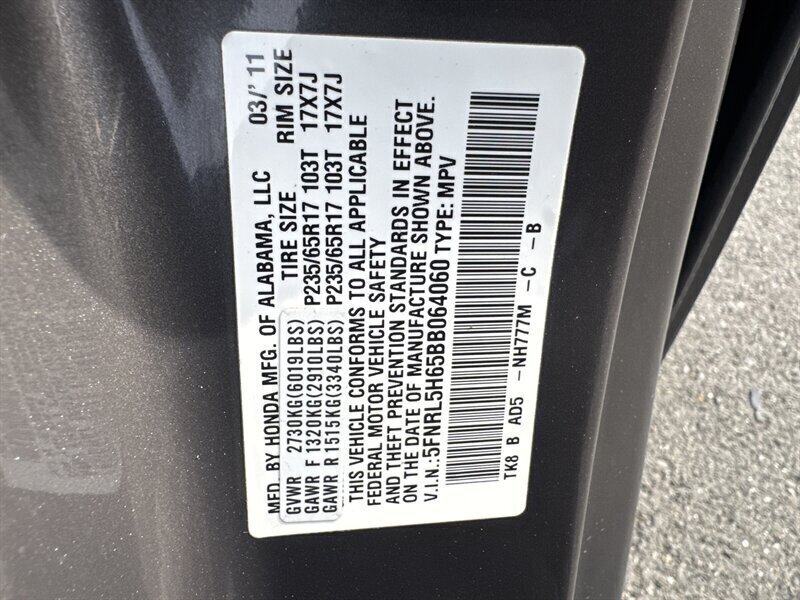 MFD. BY HONDA MFG. OF ALABAMA, LLC 03/'11
GVWR 2730KG(6019LBS) TIRE SIZE RIM SIZE
GAWR F 1320KG(2910LBS) P235/65R17 103T 17X7J
GAWR R 1515KG(3340LBS) P235/65R17 103T 17X7J
THIS VEHICLE CONFORMS TO ALL APPLICABLE
FEDERAL MOTOR VEHICLE SAFETY
AND THEFT PREVENTION STANDARDS IN EFFECT
ON THE DATE OF MANUFACTURE SHOWN ABOVE.
V.I.N.:5FNRL5H65BB064060 TYPE: MPV
TK8 B AD5 -NH777M -C -B